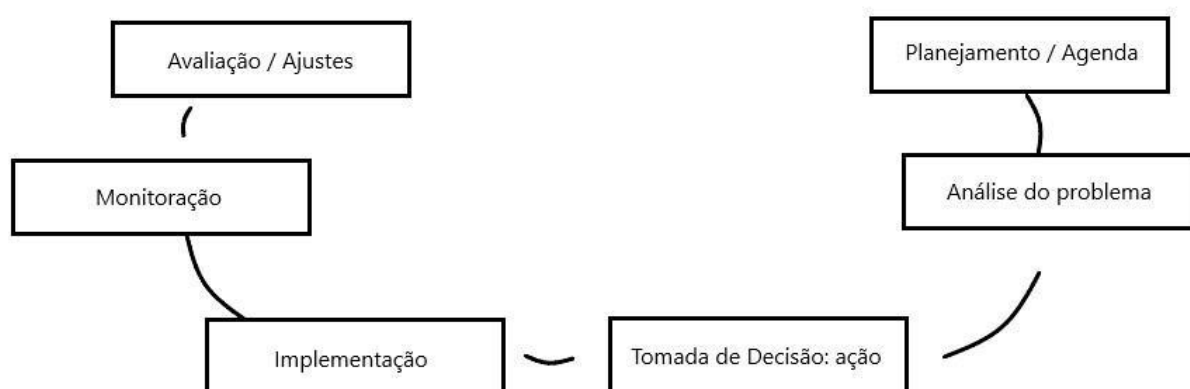 Avaliação / Ajustes
Planejamento / Agenda
Monitoração
Análise do problema
Implementação
Tomada de Decisão: ação